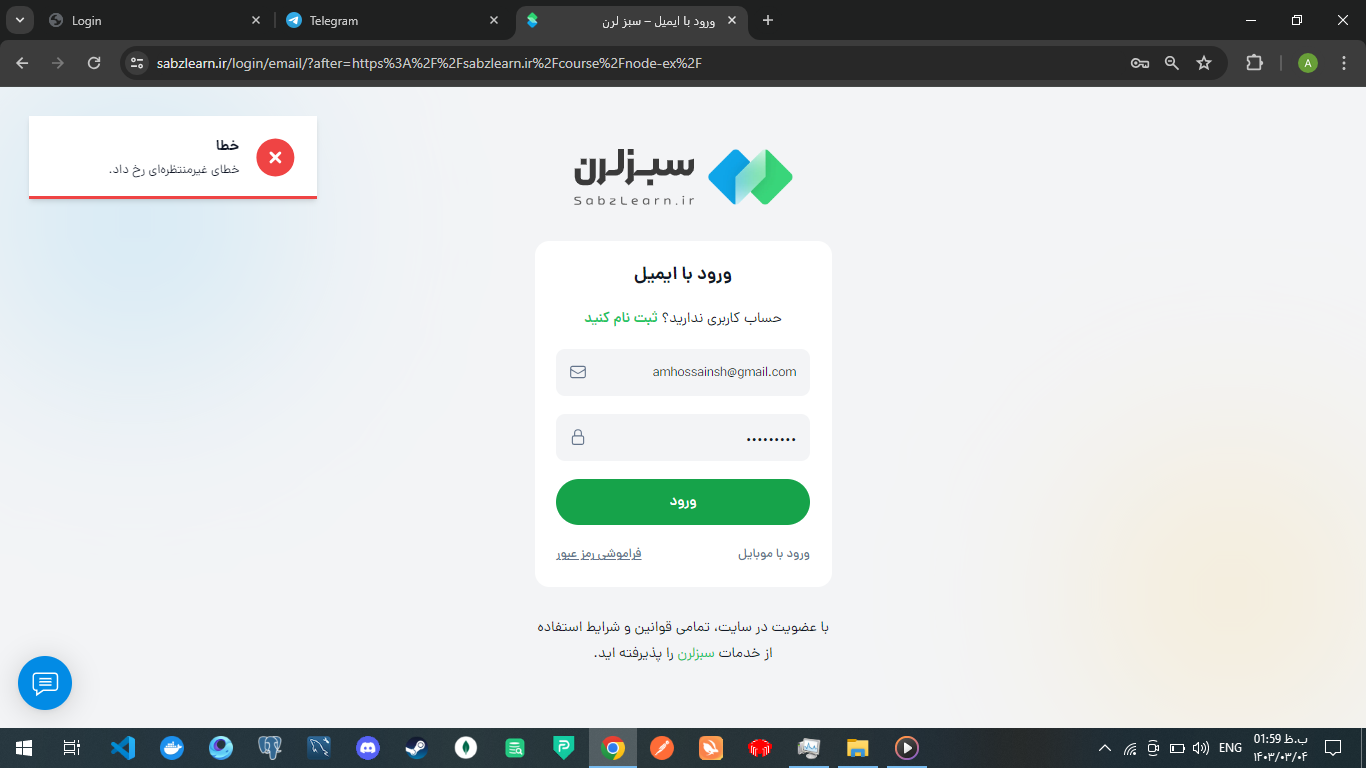 Login
Telegram
ورود با ایمیل – سبز لرن
sabzlearn.ir/login/email/?after=https%3A%2F%2Fsabzlearn.ir%2Fcourse%2Fnode-ex%2F
A
خطا
خطای غیرمنتظره‌ای رخ داد.
سبزلرن
SabzLearn.ir
ورود با ایمیل
حساب کاربری ندارید؟ ثبت نام کنید
amhossainsh@gmail.com
•••••••••
ورود
ورود با موبایل
فراموشی رمز عبور
با عضویت در سایت، تمامی قوانین و شرایط استفاده
از خدمات سبزلرن را پذیرفته اید.
ENG
01:59 ب.ظ
۱۴۰۳/۰۳/۰۴